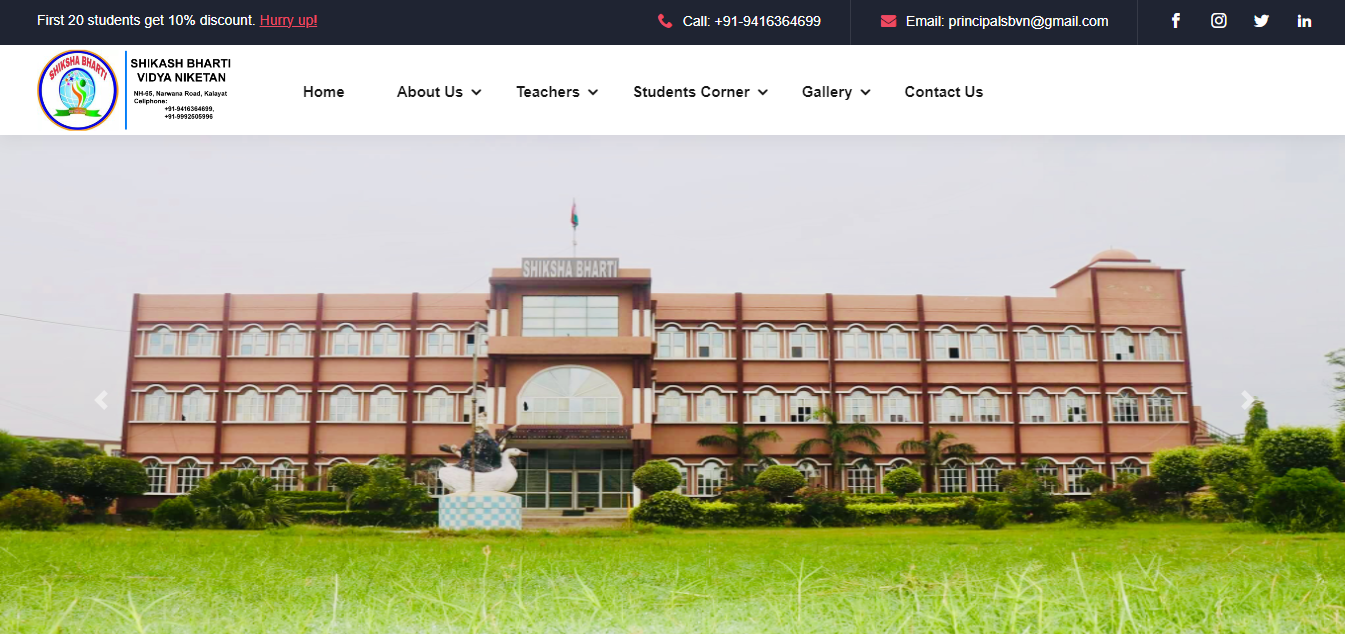 First 20 students get 10% discount. Hurry up!
Call: +91-9416364699
Email: principalsbvn@gmail.com
SHIKSHA BHARTI
SHIKASH BHARTI
VIDYA NIKETAN
NH-65, Narwana Road, Kalayat
Cellphone:
+91-9416364699,
+91-9992505996
Home
About Us
Teachers
Students Corner
Gallery
Contact Us
SHIKSHA BHARTI